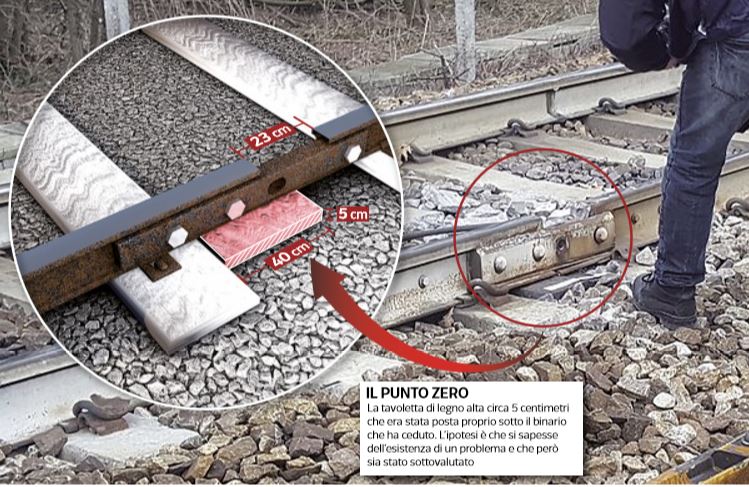 23 cm
5 cm
40 cm
IL PUNTO ZERO
La tavoletta di legno alta circa 5 centimetri
che era stata posta proprio sotto il binario
che ha ceduto. L'ipotesi è che si sapesse
dell'esistenza di un problema e che però
sia stato sottovalutato